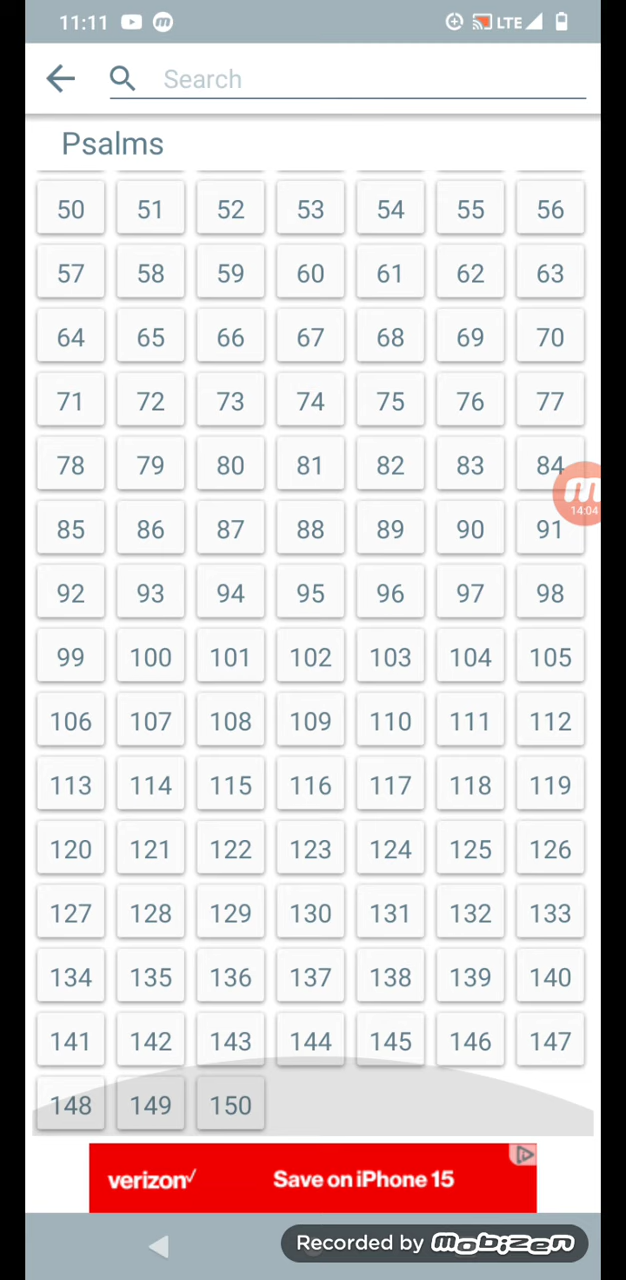 11:11 LTE
Search
Psalms
50 51 52 53 54 55 56
57 58 59 60 61 62 63
64 65 66 67 68 69 70
71 72 73 74 75 76 77
78 79 80 81 82 83 84
14:04
85 86 87 88 89 90 91
92 93 94 95 96 97 98
99 100 101 102 103 104 105
106 107 108 109 110 111 112
113 114 115 116 117 118 119
120 121 122 123 124 125 126
127 128 129 130 131 132 133
134 135 136 137 138 139 140
141 142 143 144 145 146 147
148 149 150
verizon✓ Save on iPhone 15
Recorded by mobizen